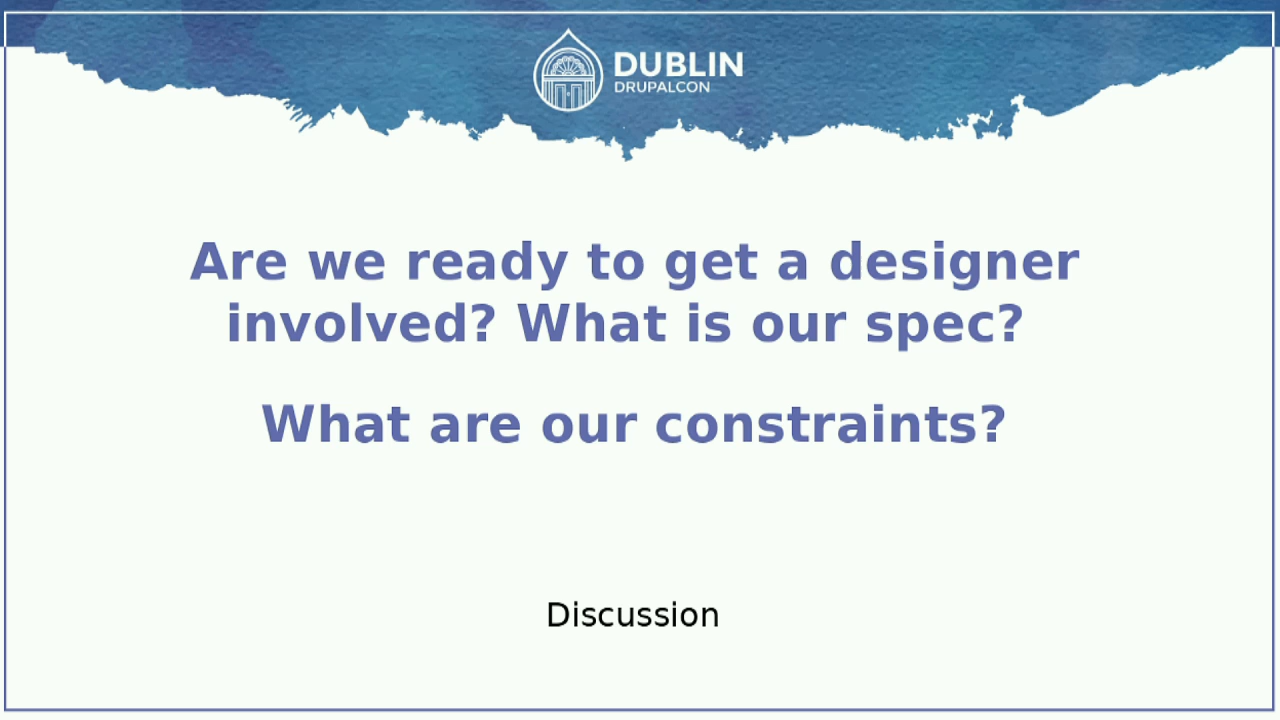 DUBLIN
DRUPALCON
Are we ready to get a designer
involved? What is our spec?
What are our constraints?
Discussion